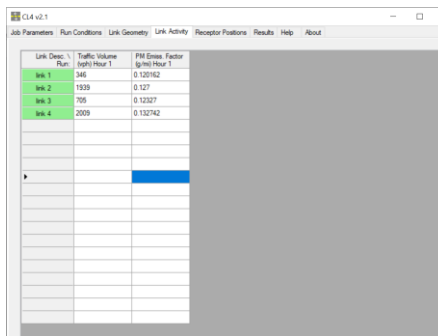 CL4 v2.1
Job Parameters Run Conditions Link Geometry Link Activity Receptor Positions Results Help About
Link Desc. \ Run: Traffic Volume (vph) Hour 1 PM Emiss. Factor (g/mi) Hour 1
link 1 346 0.120162
link 2 1939 0.127
link 3 705 0.12327
link 4 2009 0.132742